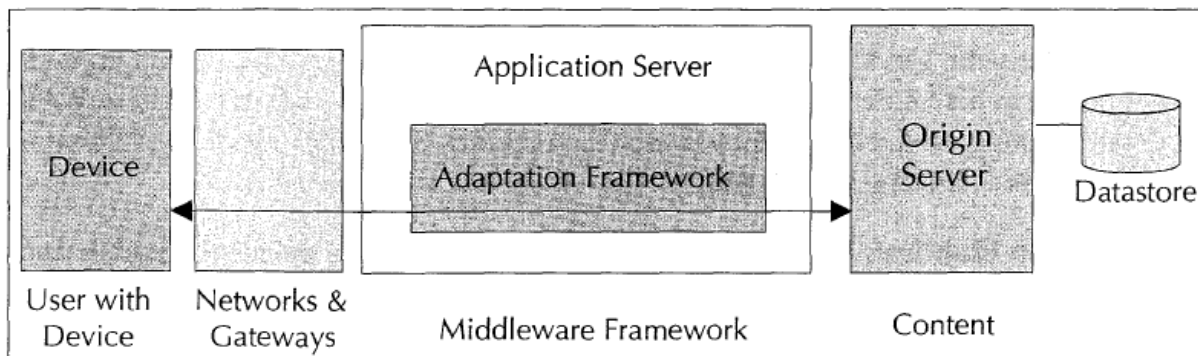 Application Server
Device
Adaptation Framework
Origin
Server
Datastore
User with
Device
Networks &
Gateways
Middleware Framework
Content